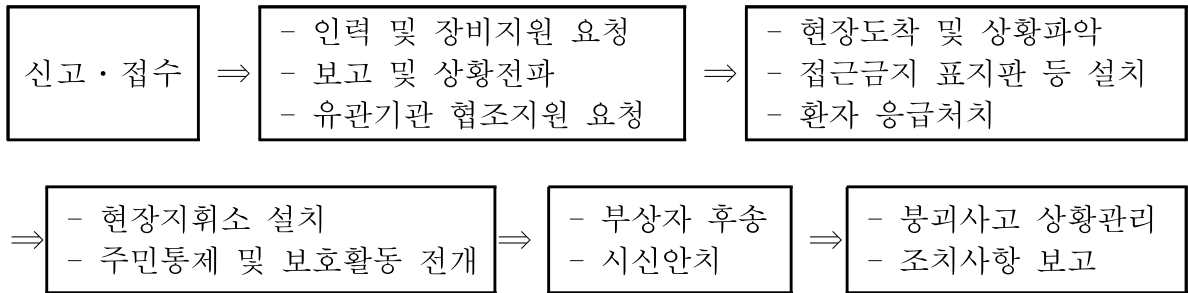 신고・접수
⇒
- 인력 및 장비지원 요청
- 보고 및 상황전파
- 유관기관 협조지원 요청
⇒
- 현장도착 및 상황파악
- 접근금지 표지판 등 설치
- 환자 응급처치
⇒
- 현장지휘소 설치
- 주민통제 및 보호활동 전개
⇒
- 부상자 후송
- 시신안치
⇒
- 붕괴사고 상황관리
- 조치사항 보고